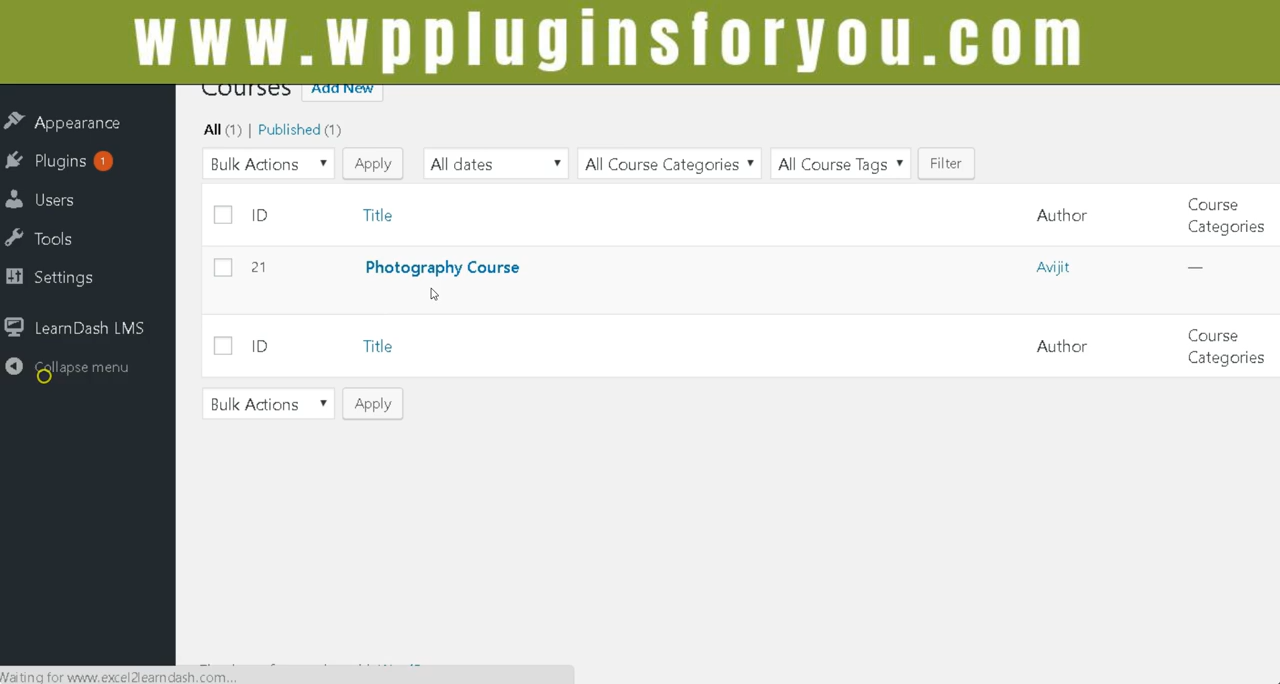 www.wppluginsforyou.com
Courses Add New
Appearance
All (1) | Published (1)
Plugins 1
Bulk Actions Apply All dates All Course Categories All Course Tags Filter
Users
ID Title Author Course Categories
Tools
21 Photography Course Avijit —
Settings
LearnDash LMS
ID Title Author Course Categories
Collapse menu
Bulk Actions Apply
Waiting for www.excel2learndash.com...